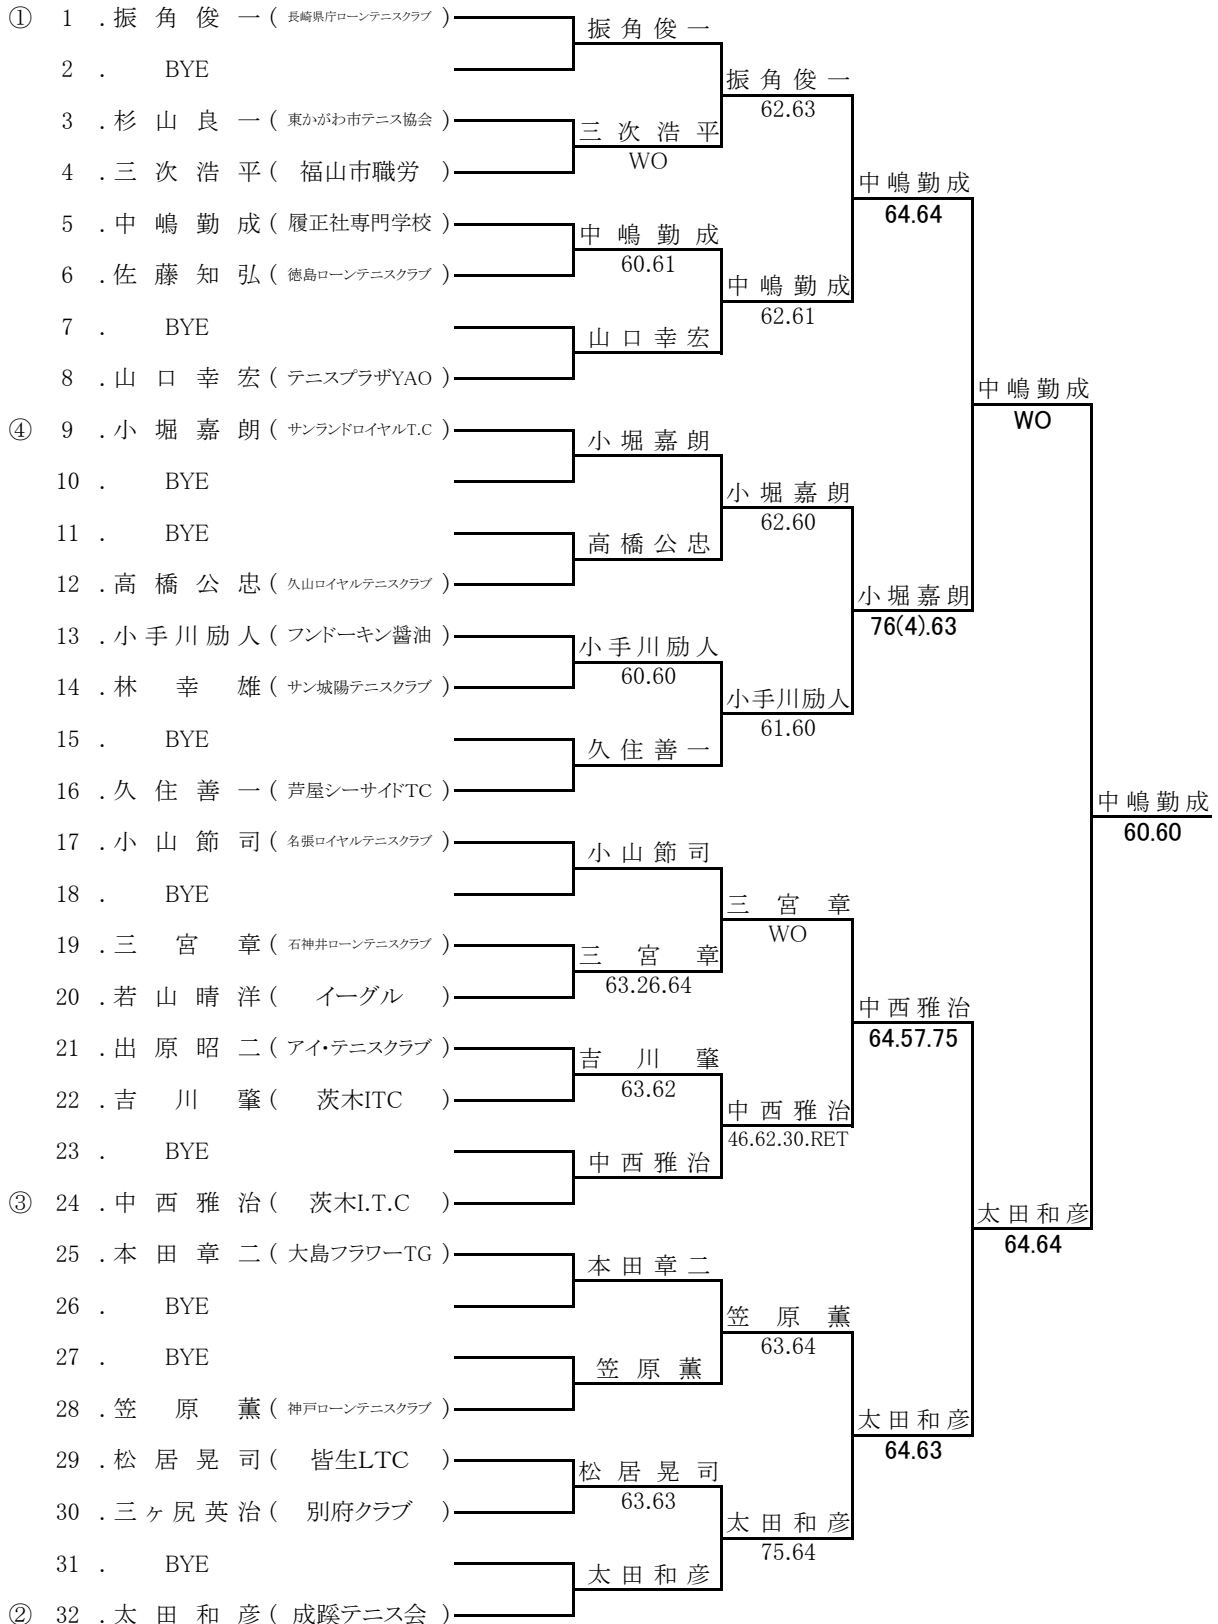 ① 1 . 振角俊一 ( 長崎県庁ローンテニスクラブ )
振角俊一
2 . BYE
振角俊一
62.63
3 . 杉山良一 ( 東かがわ市テニス協会 )
三次浩平
WO
4 . 三次浩平 ( 福山市職労 )
中嶋勤成
64.64
5 . 中嶋勤成 ( 履正社専門学校 )
中嶋勤成
60.61
6 . 佐藤知弘 ( 徳島ローンテニスクラブ )
中嶋勤成
62.61
7 . BYE
山口幸宏
8 . 山口幸宏 ( テニスプラザYAO )
中嶋勤成
WO
④ 9 . 小堀嘉朗 ( サンランドロイヤルT.C )
小堀嘉朗
10 . BYE
小堀嘉朗
62.60
11 . BYE
高橋公忠
12 . 高橋公忠 ( 久山ロイヤルテニスクラブ )
小堀嘉朗
76(4).63
13 . 小手川励人 ( フンドーキン醤油 )
小手川励人
60.60
14 . 林幸雄 ( サン城陽テニスクラブ )
小手川励人
61.60
15 . BYE
久住善一
16 . 久住善一 ( 芦屋シーサイドTC )
中嶋勤成
60.60
17 . 小山節司 ( 名張ロイヤルテニスクラブ )
小山節司
18 . BYE
三宮章
WO
19 . 三宮章 ( 石神井ローンテニスクラブ )
三宮章
63.26.64
20 . 若山晴洋 ( イーグル )
中西雅治
64.57.75
21 . 出原昭二 ( アイ・テニスクラブ )
吉川肇
63.62
22 . 吉川肇 ( 茨木ITC )
中西雅治
46.62.30.RET
23 . BYE
中西雅治
③ 24 . 中西雅治 ( 茨木I.T.C )
太田和彦
64.64
25 . 本田章二 ( 大島フラワーTG )
本田章二
26 . BYE
笠原薫
63.64
27 . BYE
笠原薫
28 . 笠原薫 ( 神戸ローンテニスクラブ )
太田和彦
64.63
29 . 松居晃司 ( 皆生LTC )
松居晃司
63.63
30 . 三ヶ尻英治 ( 別府クラブ )
太田和彦
75.64
31 . BYE
太田和彦
② 32 . 太田和彦 ( 成蹊テニス会 )